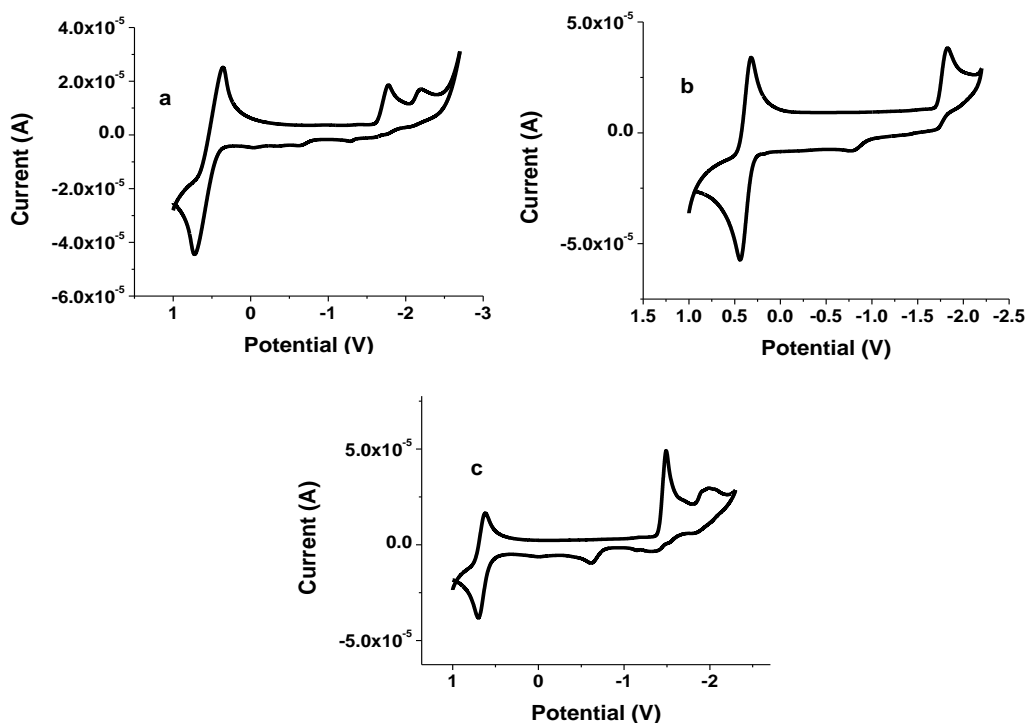 4.0x10⁻⁵
2.0x10⁻⁵
0.0
-2.0x10⁻⁵
-4.0x10⁻⁵
-6.0x10⁻⁵
Current (A)
a
1 0 -1 -2 -3
Potential (V)
5.0x10⁻⁵
0.0
-5.0x10⁻⁵
Current (A)
b
1.5 1.0 0.5 0.0 -0.5 -1.0 -1.5 -2.0 -2.5
Potential (V)
5.0x10⁻⁵
0.0
-5.0x10⁻⁵
Current (A)
c
1 0 -1 -2
Potential (V)